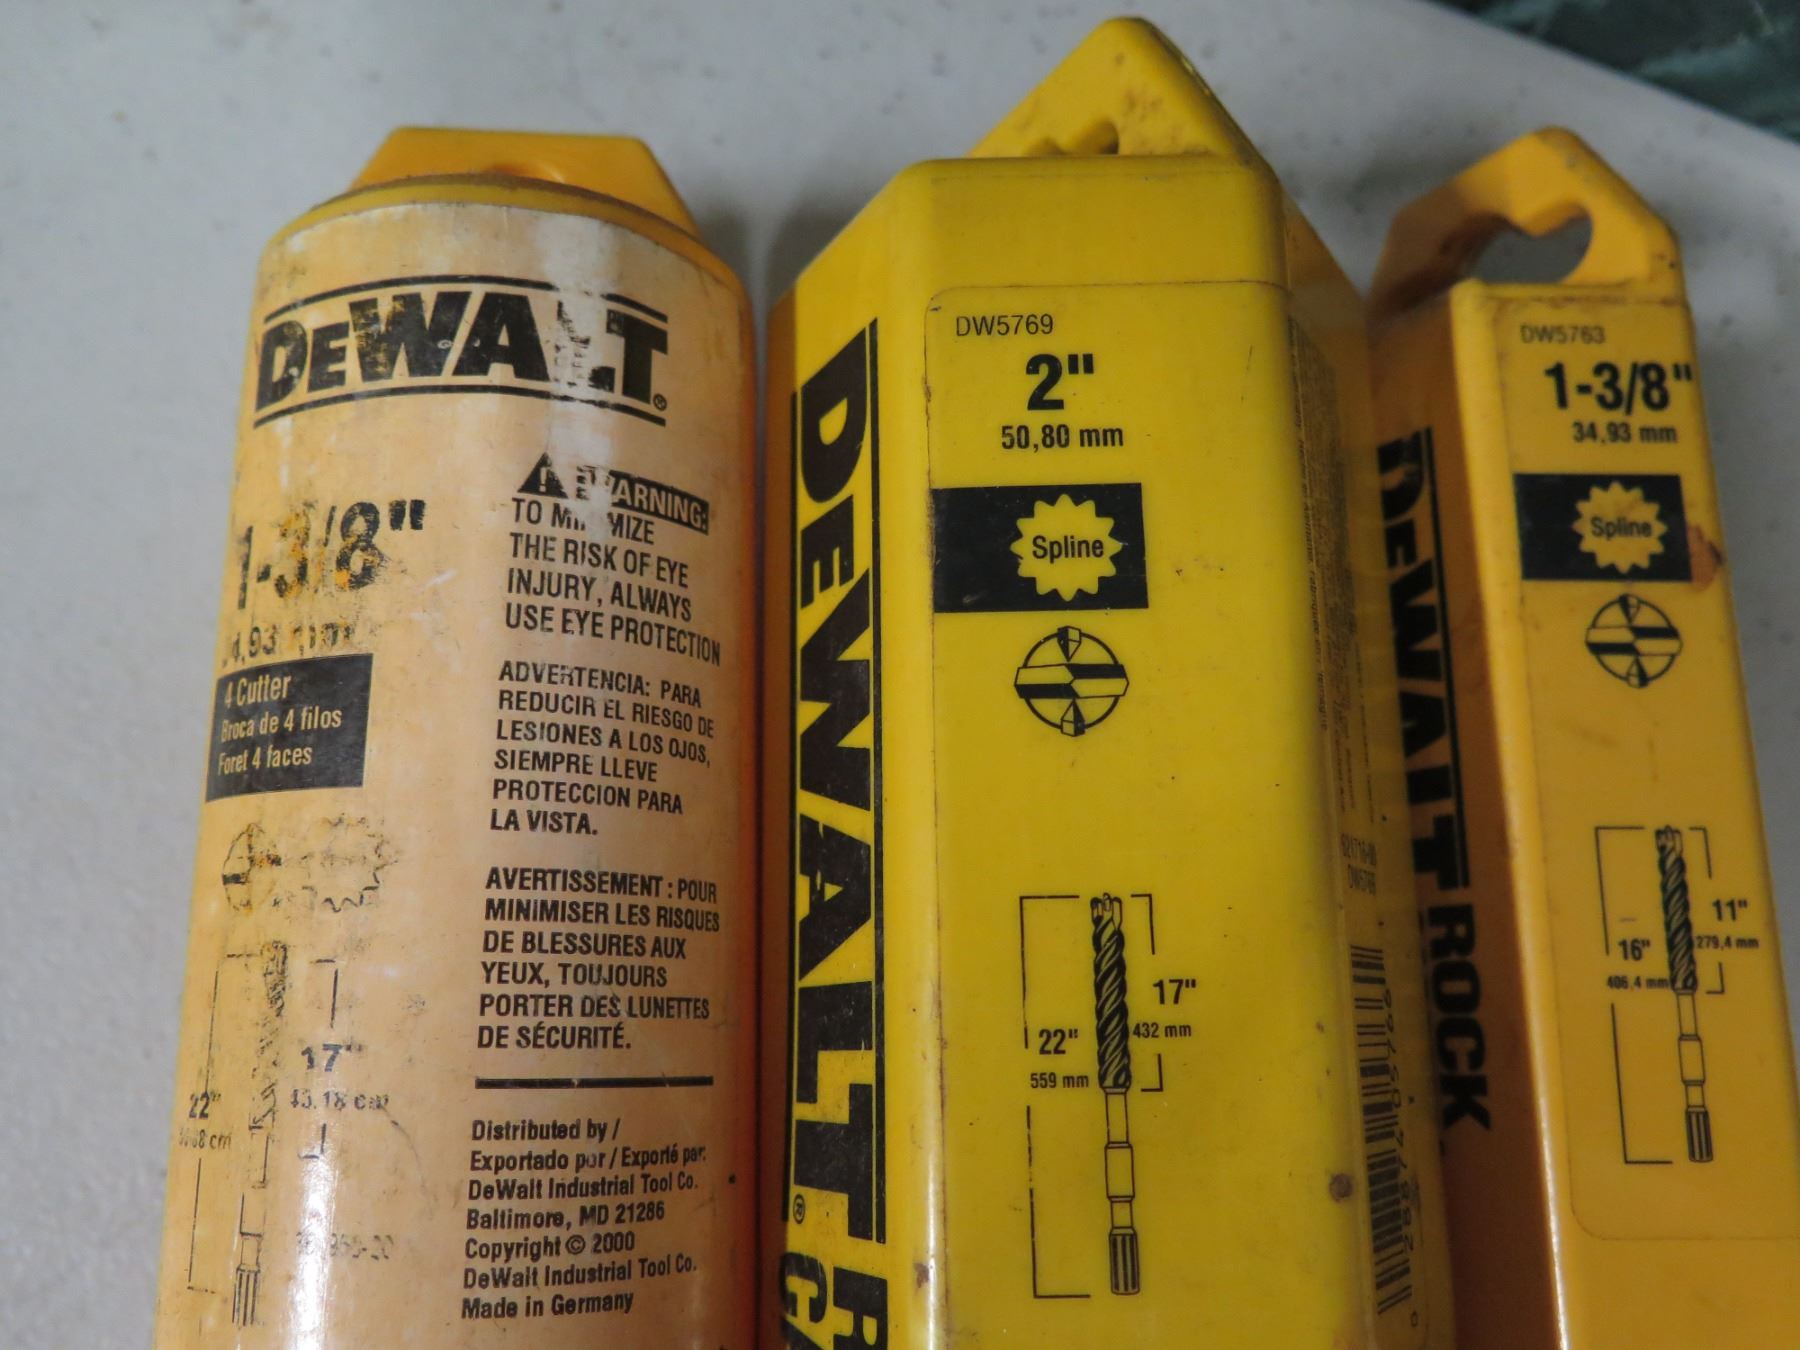 DEWALT®
1-3/8"
4 Cutter
Broca de 4 filos
Foret 4 faces
17"
22"
WARNING:
TO MINIMIZE
THE RISK OF EYE
INJURY, ALWAYS
USE EYE PROTECTION
ADVERTENCIA: PARA
REDUCIR EL RIESGO DE
LESIONES A LOS OJOS,
SIEMPRE LLEVE
PROTECCION PARA
LA VISTA.
AVERTISSEMENT : POUR
MINIMISER LES RISQUES
DE BLESSURES AUX
YEUX, TOUJOURS
PORTER DES LUNETTES
DE SÉCURITÉ.
Distributed by /
Exportado por / Exporté par:
DeWalt Industrial Tool Co.
Baltimore, MD 21286
Copyright © 2000
DeWalt Industrial Tool Co.
Made in Germany
DEWALT®
DW5769
2"
50,80 mm
Spline
17"
432 mm
22"
559 mm
DW5769
DEWALT ROCK
DW5763
1-3/8"
34,93 mm
Spline
11"
279,4 mm
16"
406,4 mm